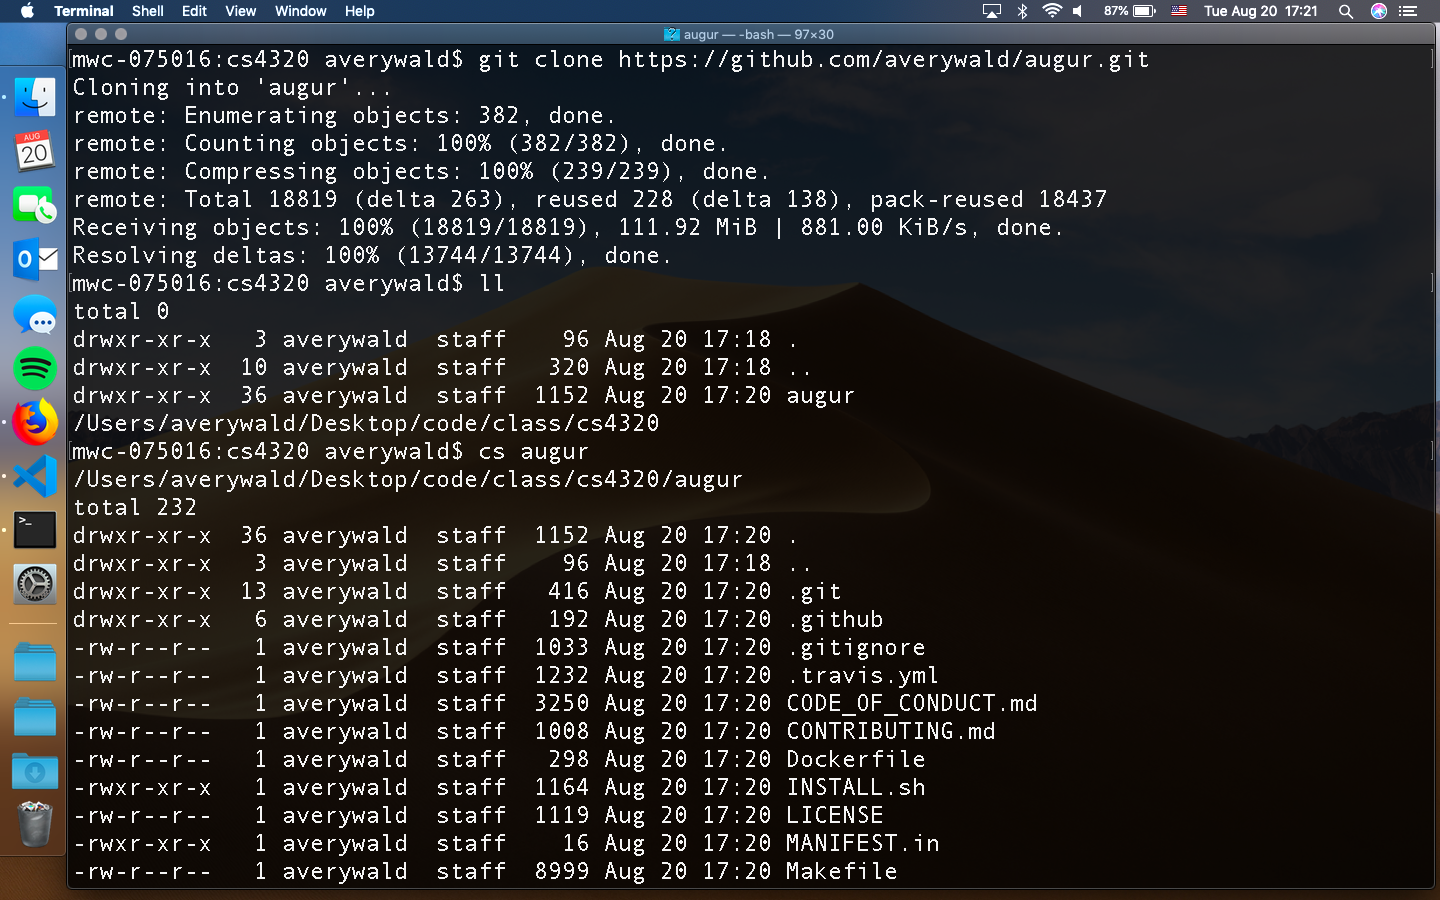 Terminal Shell Edit View Window Help 87% Tue Aug 20 17:21
augur — -bash — 97×30
AUG
20
mwc-075016:cs4320 averywald$ git clone https://github.com/averywald/augur.git
Cloning into 'augur'...
remote: Enumerating objects: 382, done.
remote: Counting objects: 100% (382/382), done.
remote: Compressing objects: 100% (239/239), done.
remote: Total 18819 (delta 263), reused 228 (delta 138), pack-reused 18437
Receiving objects: 100% (18819/18819), 111.92 MiB | 881.00 KiB/s, done.
Resolving deltas: 100% (13744/13744), done.
mwc-075016:cs4320 averywald$ ll
total 0
drwxr-xr-x   3 averywald  staff    96 Aug 20 17:18 .
drwxr-xr-x  10 averywald  staff   320 Aug 20 17:18 ..
drwxr-xr-x  36 averywald  staff  1152 Aug 20 17:20 augur
/Users/averywald/Desktop/code/class/cs4320
mwc-075016:cs4320 averywald$ cs augur
/Users/averywald/Desktop/code/class/cs4320/augur
total 232
drwxr-xr-x  36 averywald  staff  1152 Aug 20 17:20 .
drwxr-xr-x   3 averywald  staff    96 Aug 20 17:18 ..
drwxr-xr-x  13 averywald  staff   416 Aug 20 17:20 .git
drwxr-xr-x   6 averywald  staff   192 Aug 20 17:20 .github
-rw-r--r--   1 averywald  staff  1033 Aug 20 17:20 .gitignore
-rw-r--r--   1 averywald  staff  1232 Aug 20 17:20 .travis.yml
-rw-r--r--   1 averywald  staff  3250 Aug 20 17:20 CODE_OF_CONDUCT.md
-rw-r--r--   1 averywald  staff  1008 Aug 20 17:20 CONTRIBUTING.md
-rw-r--r--   1 averywald  staff   298 Aug 20 17:20 Dockerfile
-rwxr-xr-x   1 averywald  staff  1164 Aug 20 17:20 INSTALL.sh
-rw-r--r--   1 averywald  staff  1119 Aug 20 17:20 LICENSE
-rwxr-xr-x   1 averywald  staff    16 Aug 20 17:20 MANIFEST.in
-rw-r--r--   1 averywald  staff  8999 Aug 20 17:20 Makefile